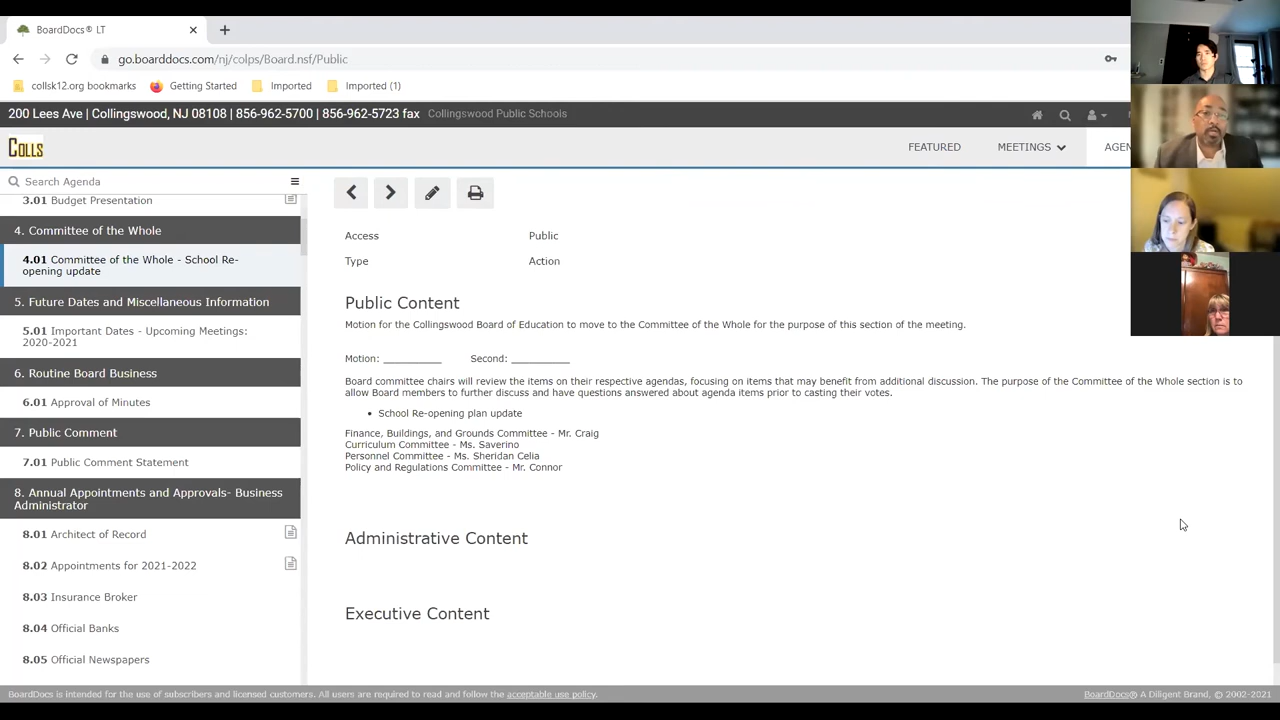 BoardDocs® LT
go.boarddocs.com/nj/colps/Board.nsf/Public
collsk12.org bookmarks
Getting Started
Imported
Imported (1)
200 Lees Ave | Collingswood, NJ 08108 | 856-962-5700 | 856-962-5723 fax
Collingswood Public Schools
COLLS
FEATURED
MEETINGS
AGEN
Search Agenda
3.01 Budget Presentation
4. Committee of the Whole
4.01 Committee of the Whole - School Re-
opening update
5. Future Dates and Miscellaneous Information
5.01 Important Dates - Upcoming Meetings:
2020-2021
6. Routine Board Business
6.01 Approval of Minutes
7. Public Comment
7.01 Public Comment Statement
8. Annual Appointments and Approvals- Business
Administrator
8.01 Architect of Record
8.02 Appointments for 2021-2022
8.03 Insurance Broker
8.04 Official Banks
8.05 Official Newspapers
Access Public
Type Action
Public Content
Motion for the Collingswood Board of Education to move to the Committee of the Whole for the purpose of this section of the meeting.
Motion: __________ Second: __________
Board committee chairs will review the items on their respective agendas, focusing on items that may benefit from additional discussion. The purpose of the Committee of the Whole section is to
allow Board members to further discuss and have questions answered about agenda items prior to casting their votes.
• School Re-opening plan update
Finance, Buildings, and Grounds Committee - Mr. Craig
Curriculum Committee - Ms. Saverino
Personnel Committee - Ms. Sheridan Celia
Policy and Regulations Committee - Mr. Connor
Administrative Content
Executive Content
BoardDocs is intended for the use of subscribers and licensed customers. All users are required to read and follow the acceptable use policy.
BoardDocs® A Diligent Brand, © 2002-2021